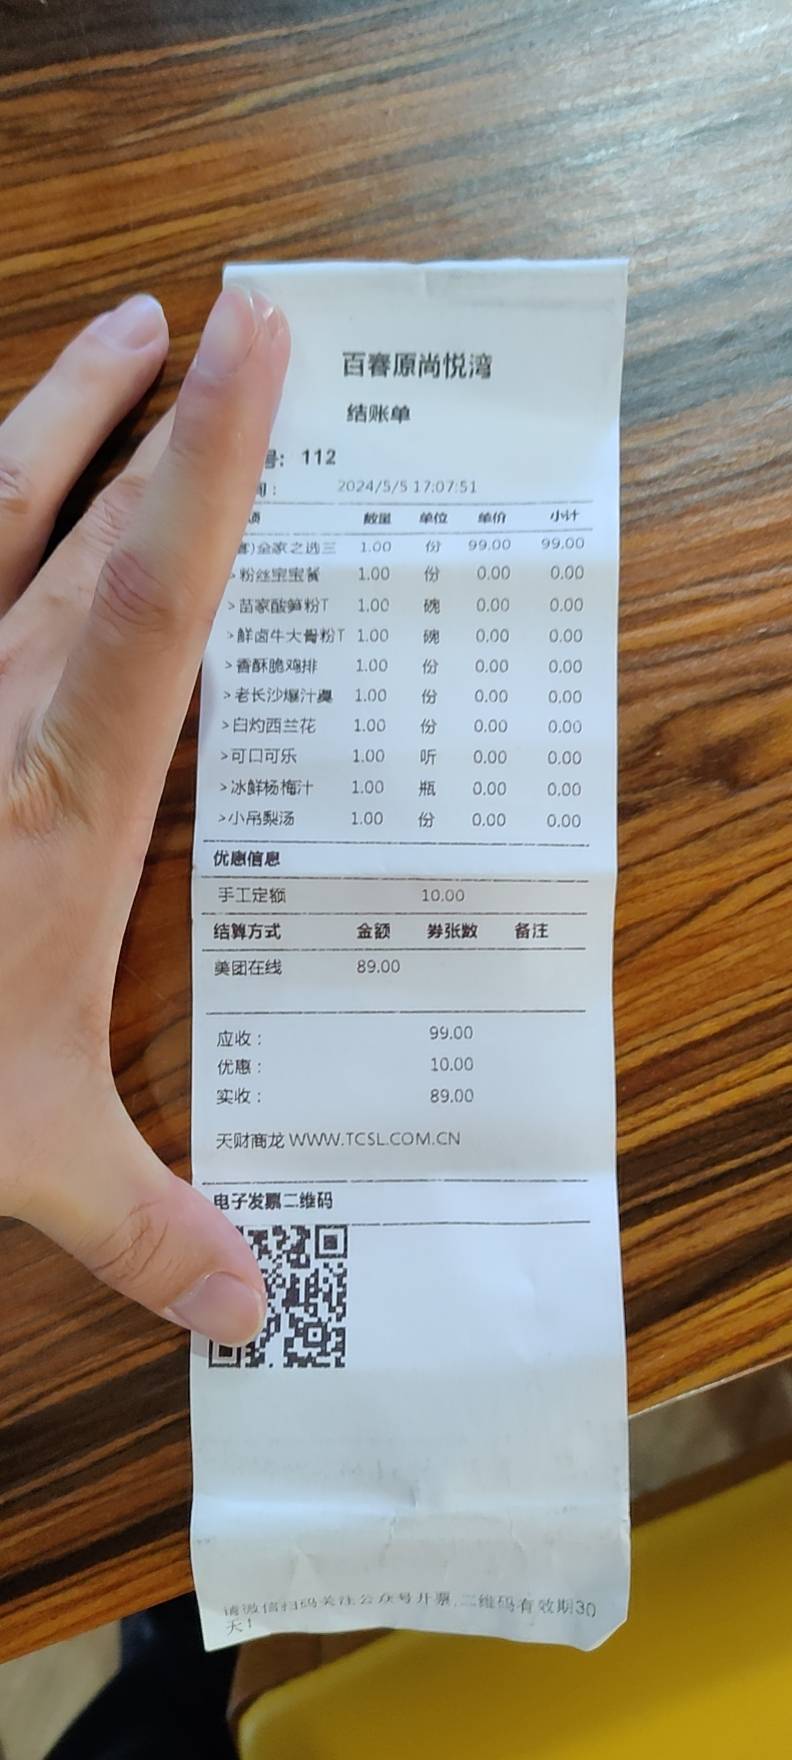 百春原尚悦湾
结账单
号: 112
间： 2024/5/5 17:07:51
项 数量 单位 单价 小计
套)全家之选三 1.00 份 99.00 99.00
>粉丝宝宝餐 1.00 份 0.00 0.00
>苗家酸笋粉T 1.00 碗 0.00 0.00
>鲜卤牛大骨粉T 1.00 碗 0.00 0.00
>香酥脆鸡排 1.00 份 0.00 0.00
>老长沙爆汁臭 1.00 份 0.00 0.00
>白灼西兰花 1.00 份 0.00 0.00
>可口可乐 1.00 听 0.00 0.00
>冰鲜杨梅汁 1.00 瓶 0.00 0.00
>小吊梨汤 1.00 份 0.00 0.00
优惠信息
手工定额 10.00
结算方式 金额 券张数 备注
美团在线 89.00
应收： 99.00
优惠： 10.00
实收： 89.00
天财商龙 WWW.TCSL.COM.CN
电子发票二维码
请微信扫码关注公众号开票,二维码有效期30
天!